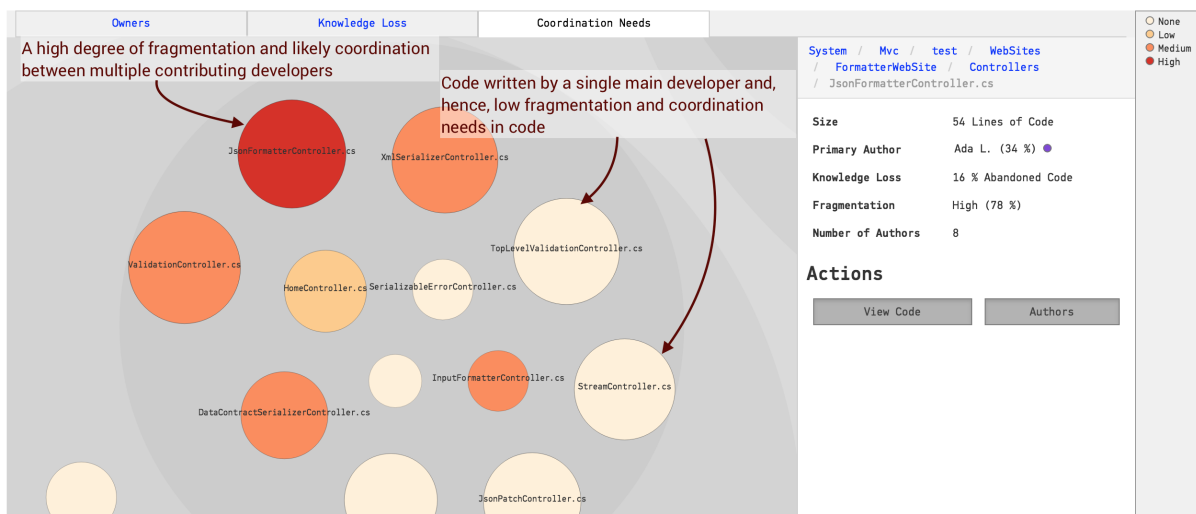 Owners
Knowledge Loss
Coordination Needs
None
Low
Medium
High
A high degree of fragmentation and likely coordination
between multiple contributing developers
Code written by a single main developer and,
hence, low fragmentation and coordination
needs in code
JsonFormatterController.cs
XmlSerializerController.cs
TopLevelValidationController.cs
ValidationController.cs
HomeController.cs
SerializableErrorController.cs
InputFormatterController.cs
StreamController.cs
DataContractSerializerController.cs
JsonPatchController.cs
System / Mvc / test / WebSites
/ FormatterWebSite / Controllers
/ JsonFormatterController.cs
Size 54 Lines of Code
Primary Author Ada L. (34 %)
Knowledge Loss 16 % Abandoned Code
Fragmentation High (78 %)
Number of Authors 8
Actions
View Code
Authors